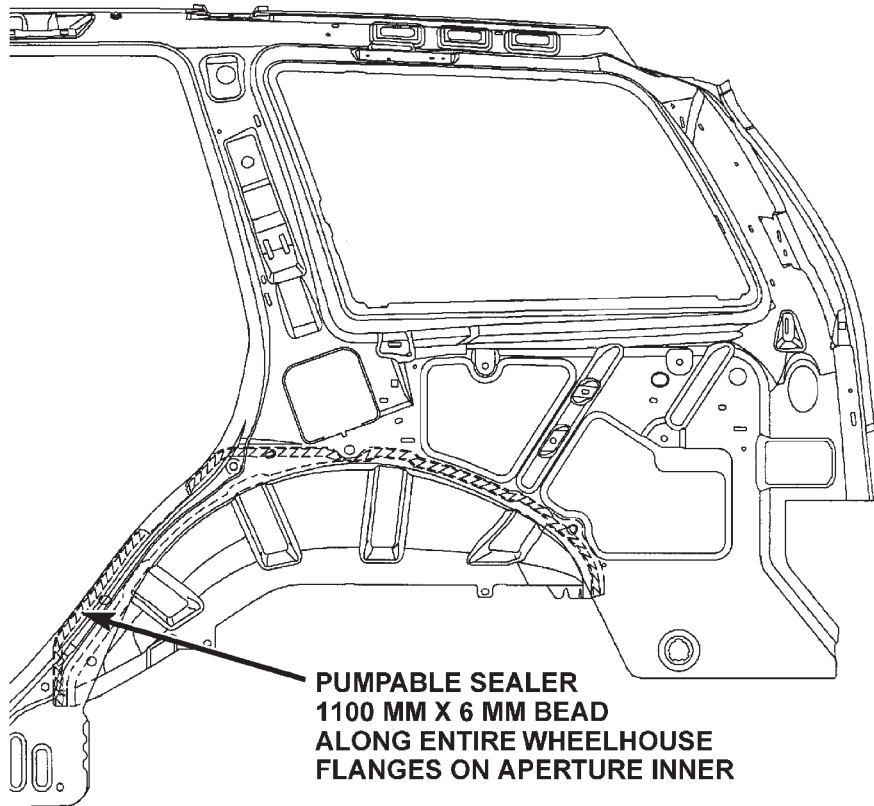 PUMPABLE SEALER
1100 MM X 6 MM BEAD
ALONG ENTIRE WHEELHOUSE
FLANGES ON APERTURE INNER